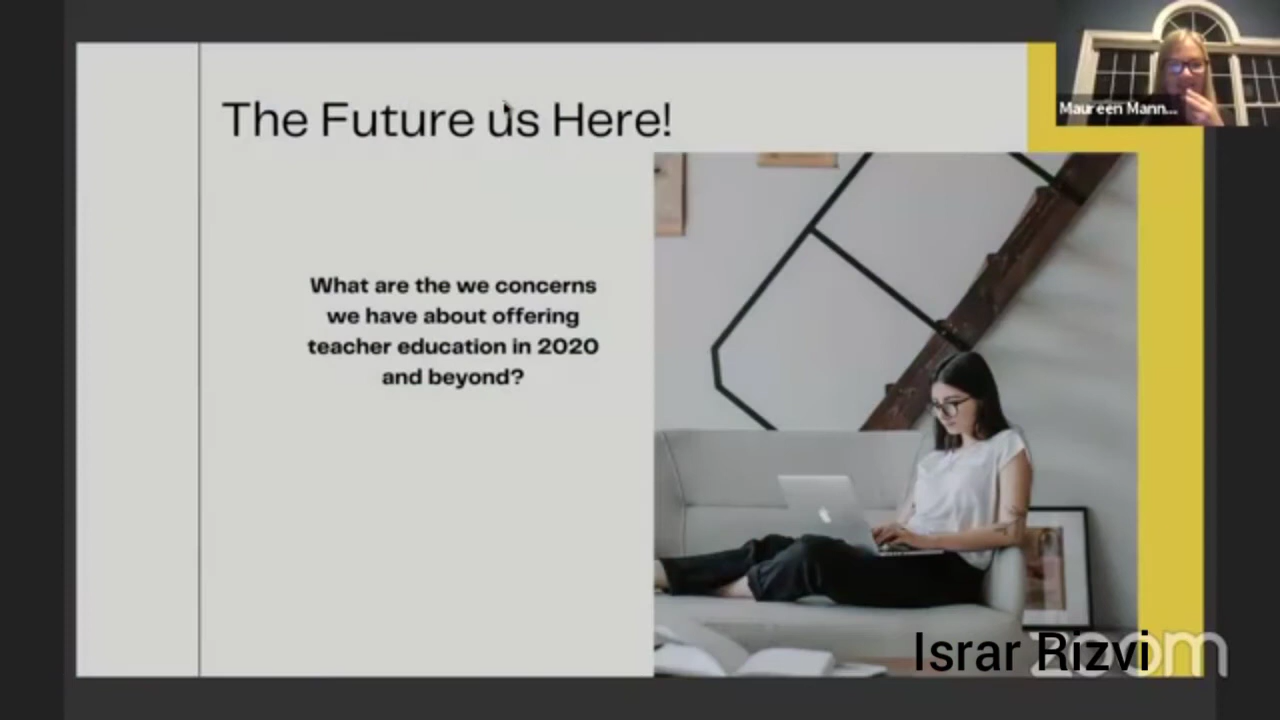 The Future us Here!
Maureen Mann...
What are the we concerns
we have about offering
teacher education in 2020
and beyond?
Israr Rizvi
zoom